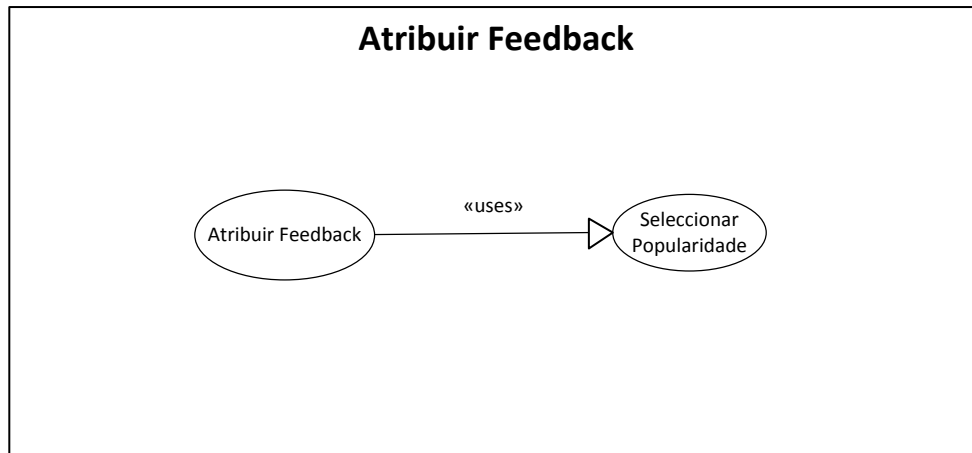 Atribuir Feedback
«uses»
Atribuir Feedback
Seleccionar
Popularidade